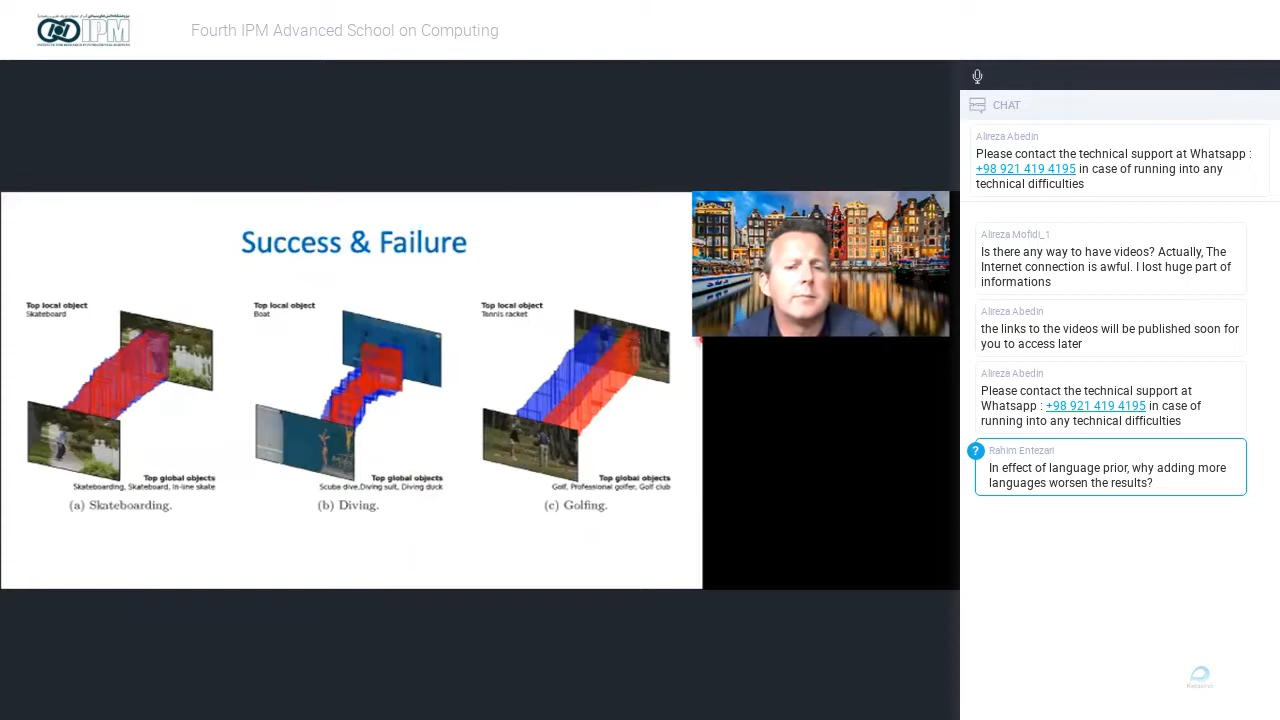 IPM
Fourth IPM Advanced School on Computing
CHAT
Alireza Abedin
Please contact the technical support at Whatsapp :
+98 921 419 4195 in case of running into any
technical difficulties
Alireza Mofidi_1
Is there any way to have videos? Actually, The
Internet connection is awful. I lost huge part of
informations
Alireza Abedin
the links to the videos will be published soon for
you to access later
Alireza Abedin
Please contact the technical support at
Whatsapp : +98 921 419 4195 in case of
running into any technical difficulties
?
Rahim Entezari
In effect of language prior, why adding more
languages worsen the results?
Success & Failure
Top local object
Skateboard
Top global objects
Skateboarding, Skateboard, In-line skate
(a) Skateboarding.
Top local object
Boat
Top global objects
Scuba dive,Diving suit, Diving duck
(b) Diving.
Top local object
Tennis racket
Top global objects
Golf, Professional golfer, Golf club
(c) Golfing.